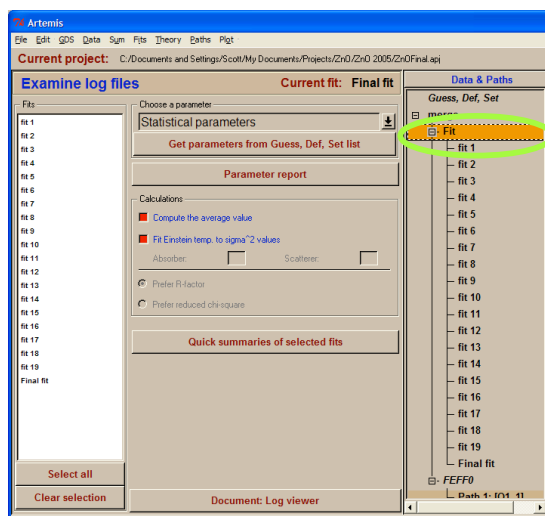 Artemis
File Edit GDS Data Sum Fits Theory Paths Plot
Current project: C:/Documents and Settings/Scott/My Documents/Projects/ZnO/ZnO 2005/ZnOFinal.apj
Examine log files
Current fit: Final fit
Fits
fit 1
fit 2
fit 3
fit 4
fit 5
fit 6
fit 7
fit 8
fit 9
fit 10
fit 11
fit 12
fit 13
fit 14
fit 15
fit 16
fit 17
fit 18
fit 19
Final fit
Select all
Clear selection
Choose a parameter
Statistical parameters
Get parameters from Guess, Def, Set list
Parameter report
Calculations
Compute the average value
Fit Einstein temp. to sigma^2 values
Absorber: Scatterer:
Prefer R-factor
Prefer reduced chi-square
Quick summaries of selected fits
Document: Log viewer
Data & Paths
Guess, Def, Set
Fit
fit 1
fit 2
fit 3
fit 4
fit 5
fit 6
fit 7
fit 8
fit 9
fit 10
fit 11
fit 12
fit 13
fit 14
fit 15
fit 16
fit 17
fit 18
fit 19
Final fit
FEFF0
Path 1: [O1_1]